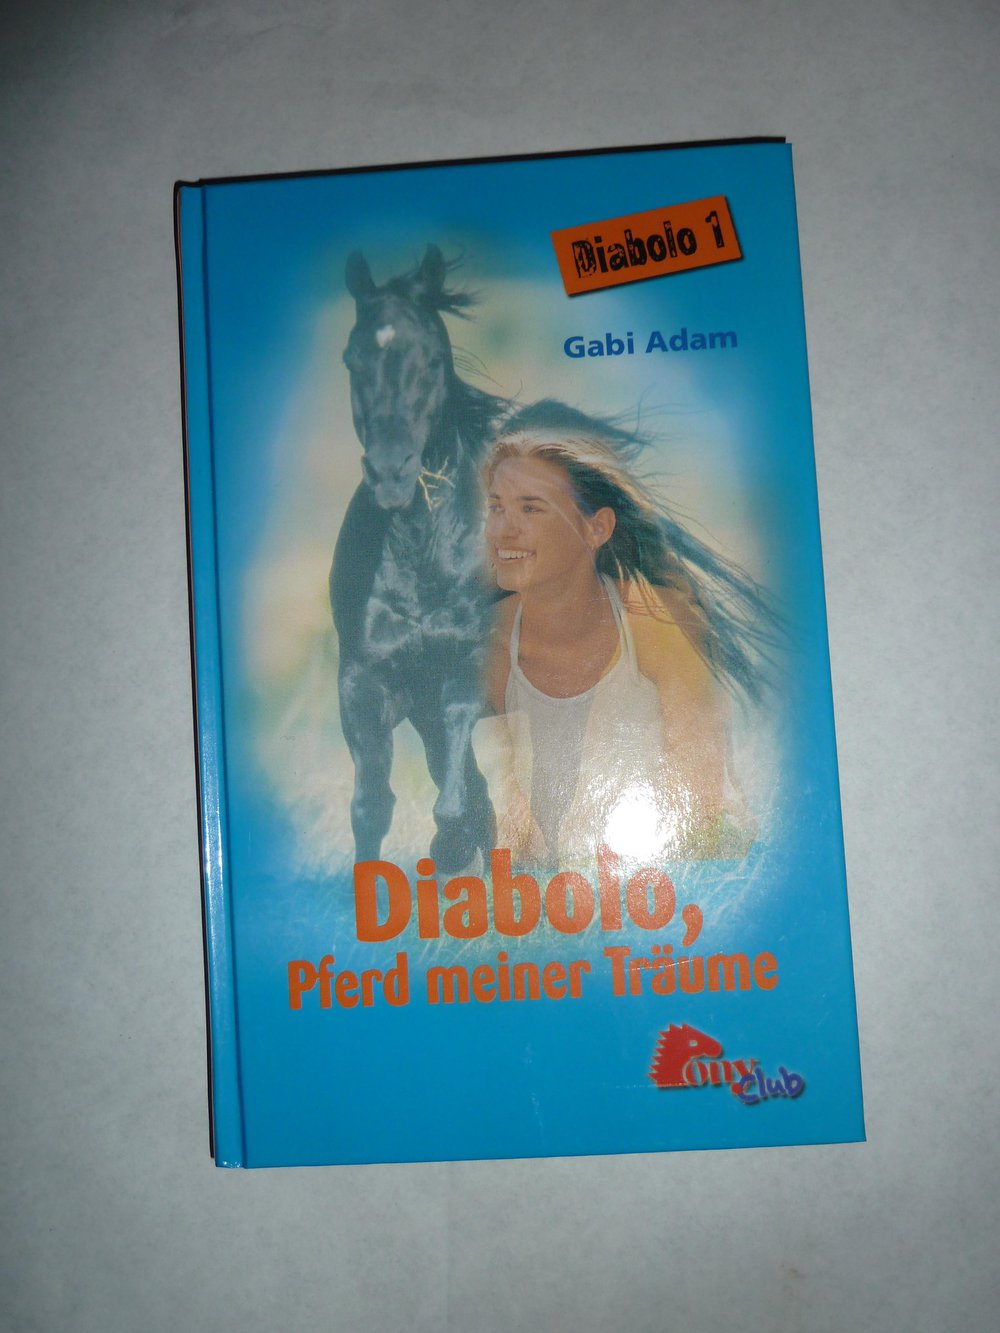 Diabolo 1
Gabi Adam
Diabolo,
Pferd meiner Träume
Pony
Club